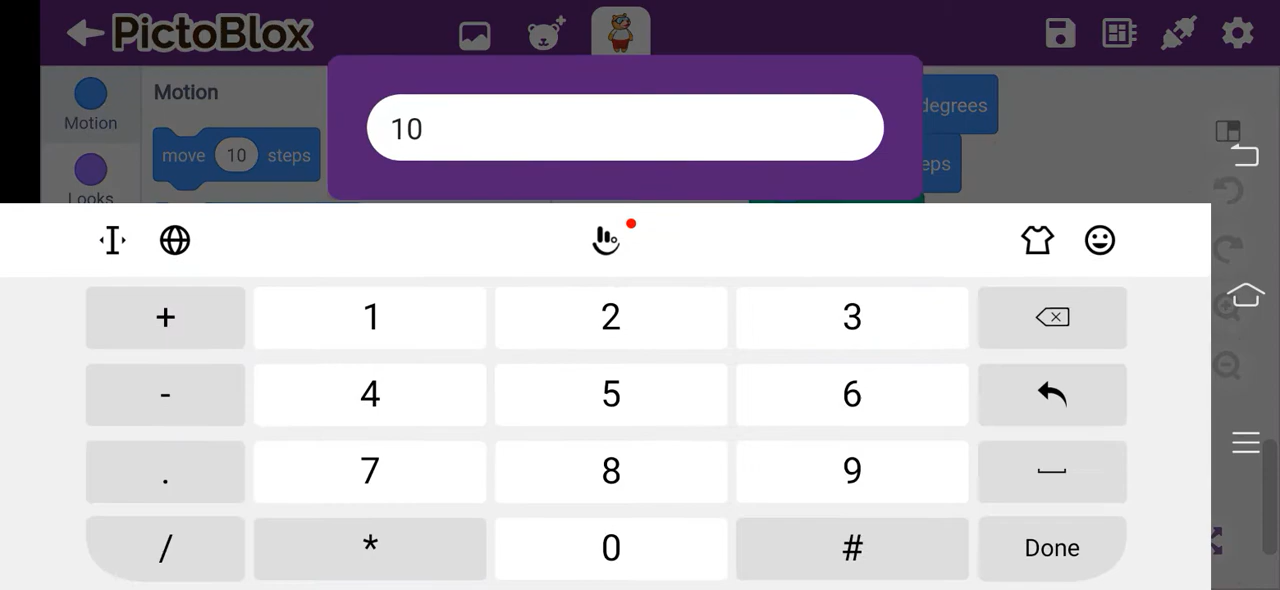 PictoBlox
Motion
Motion
move 10 steps
Looks
10
degrees
eps
+ 1 2 3
- 4 5 6
. 7 8 9
/ * 0 # Done